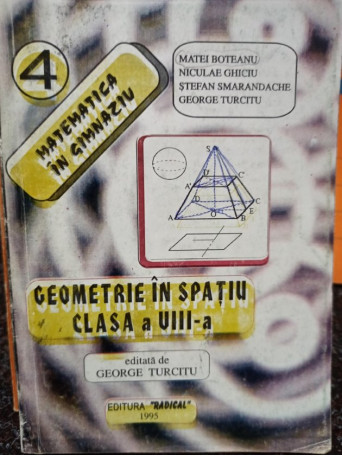 4
MATEMATICA
ÎN GIMNAZIU
MATEI BOTEANU
NICULAE GHICIU
ŞTEFAN SMARANDACHE
GEORGE TURCITU
S
D'
C'
A'
D
C
E
A
O
B
GEOMETRIE ÎN SPAŢIU
CLASA a VIII-a
editată de
GEORGE TURCITU
EDITURA "RADICAL"
1995